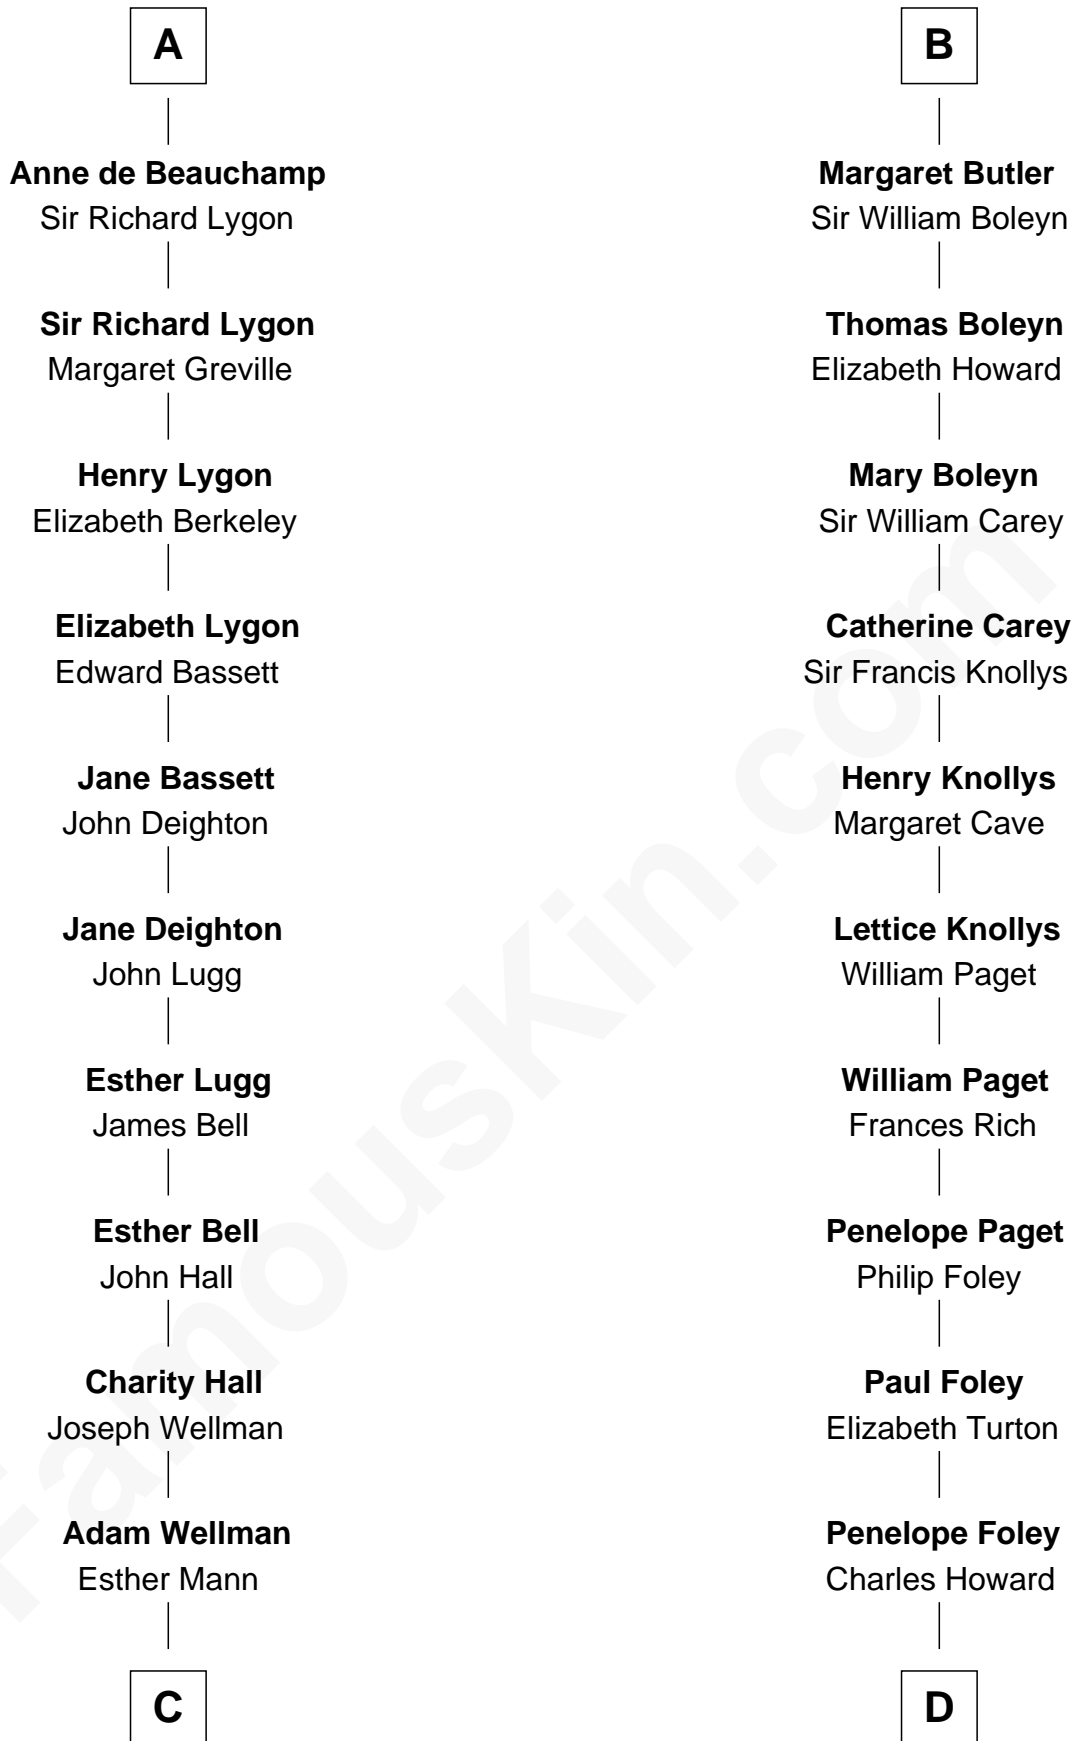 A
B
Anne de Beauchamp
Sir Richard Lygon
Margaret Butler
Sir William Boleyn
Sir Richard Lygon
Margaret Greville
Thomas Boleyn
Elizabeth Howard
Henry Lygon
Elizabeth Berkeley
Mary Boleyn
Sir William Carey
Elizabeth Lygon
Edward Bassett
Catherine Carey
Sir Francis Knollys
Jane Bassett
John Deighton
Henry Knollys
Margaret Cave
Jane Deighton
John Lugg
Lettice Knollys
William Paget
Esther Lugg
James Bell
William Paget
Frances Rich
Esther Bell
John Hall
Penelope Paget
Philip Foley
Charity Hall
Joseph Wellman
Paul Foley
Elizabeth Turton
Adam Wellman
Esther Mann
Penelope Foley
Charles Howard
C
D
FamousKin.com